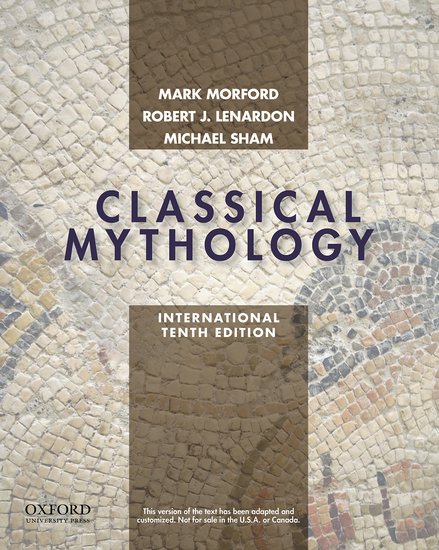 MARK MORFORD
ROBERT J. LENARDON
MICHAEL SHAM
CLASSICAL
MYTHOLOGY
INTERNATIONAL
TENTH EDITION
This version of the text has been adapted and
customized. Not for sale in the U.S.A. or Canada.
OXFORD
UNIVERSITY PRESS